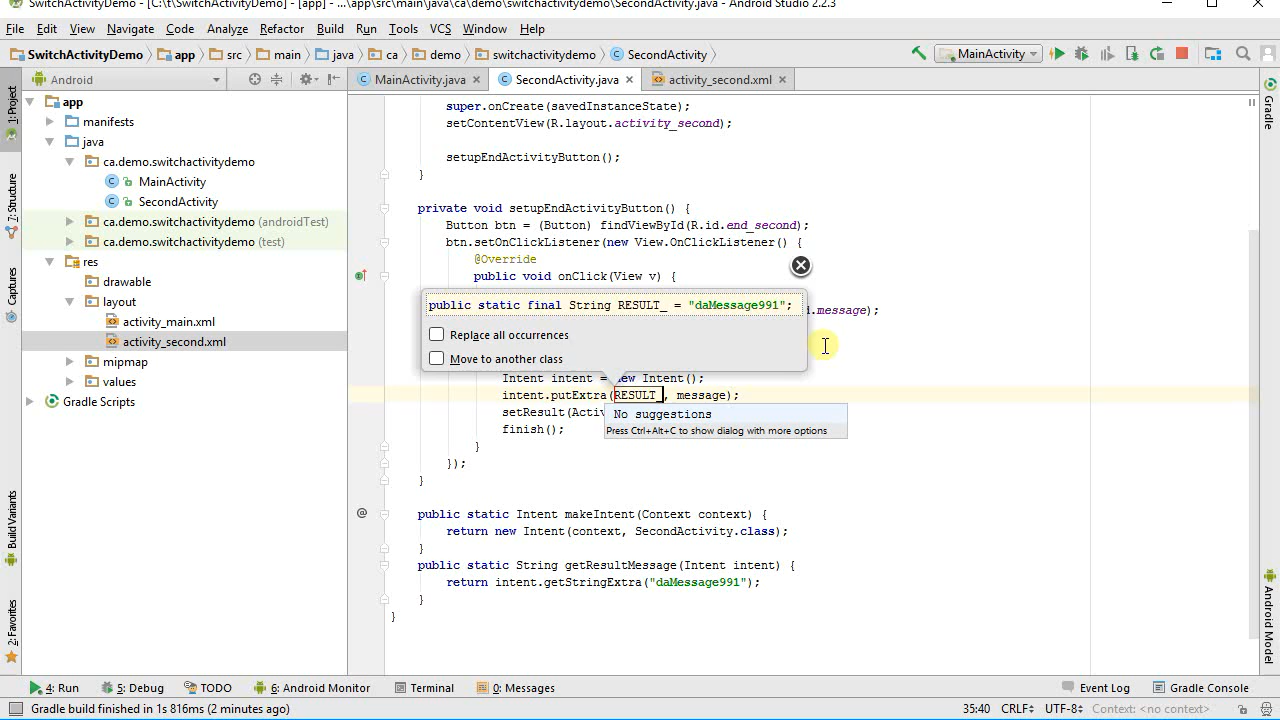 SwitchActivityDemo - [C:\t\SwitchActivityDemo] - [app] - ...\app\src\main\java\ca\demo\switchactivitydemo\SecondActivity.java - Android Studio 2.2.3
File Edit View Navigate Code Analyze Refactor Build Run Tools VCS Window Help
SwitchActivityDemo app src main java ca demo switchactivitydemo SecondActivity MainActivity
Android MainActivity.java SecondActivity.java activity_second.xml
1: Project
7: Structure
Captures
Build Variants
2: Favorites
app
manifests
java
ca.demo.switchactivitydemo
MainActivity
SecondActivity
ca.demo.switchactivitydemo (androidTest)
ca.demo.switchactivitydemo (test)
res
drawable
layout
activity_main.xml
activity_second.xml
mipmap
values
Gradle Scripts
super.onCreate(savedInstanceState);
setContentView(R.layout.activity_second);
setupEndActivityButton();
}
private void setupEndActivityButton() {
Button btn = (Button) findViewById(R.id.end_second);
btn.setOnClickListener(new View.OnClickListener() {
@Override
public void onClick(View v) {
public static final String RESULT_ = "daMessage991";
.message);
Replace all occurrences
Move to another class
Intent intent = new Intent();
intent.putExtra(RESULT_, message);
setResult(Activ
No suggestions
Press Ctrl+Alt+C to show dialog with more options
finish();
}
});
}
@
public static Intent makeIntent(Context context) {
return new Intent(context, SecondActivity.class);
}
public static String getResultMessage(Intent intent) {
return intent.getStringExtra("daMessage991");
}
}
Gradle
Android Model
4: Run 5: Debug TODO 6: Android Monitor Terminal 0: Messages Event Log Gradle Console
Gradle build finished in 1s 816ms (2 minutes ago) 35:40 CRLF UTF-8 Context: <no context>